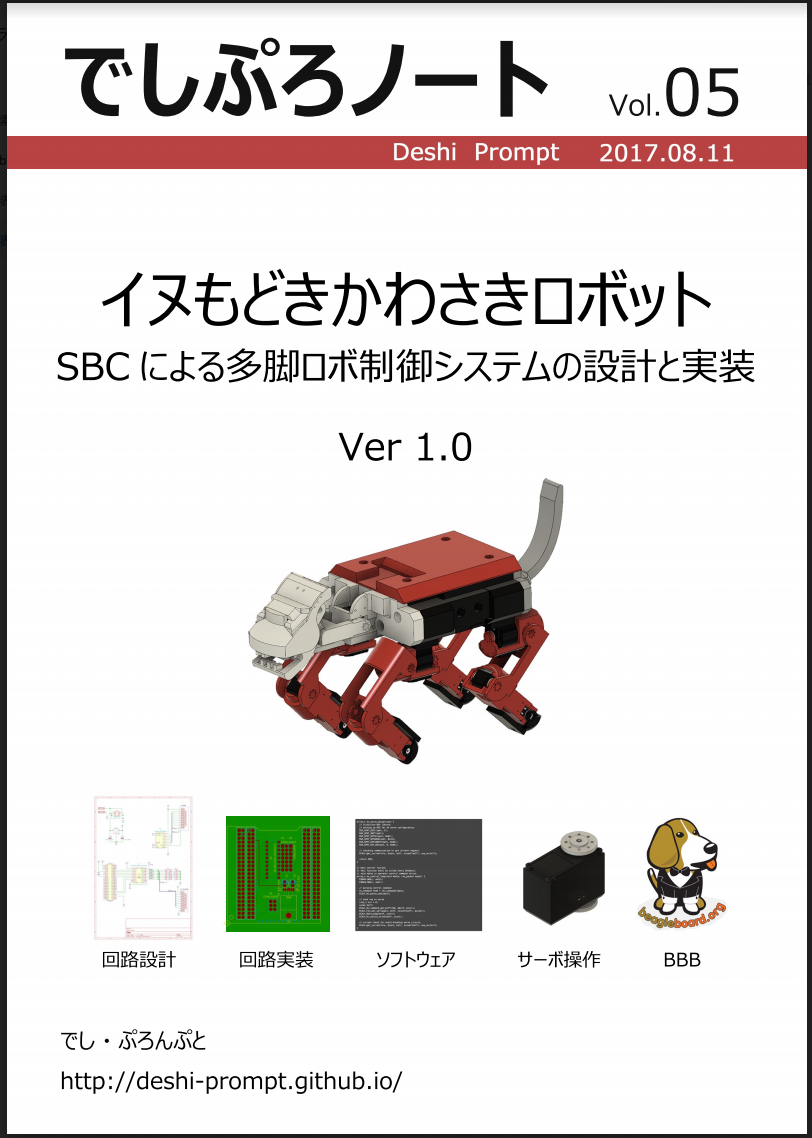 でしぷろノート Vol.05
Deshi Prompt 2017.08.11
イヌもどきかわさきロボット
SBCによる多脚ロボ制御システムの設計と実装
Ver 1.0
beagleboard.org
回路設計 回路実装 ソフトウェア サーボ操作 BBB
でし・ぷろんぷと
http://deshi-prompt.github.io/